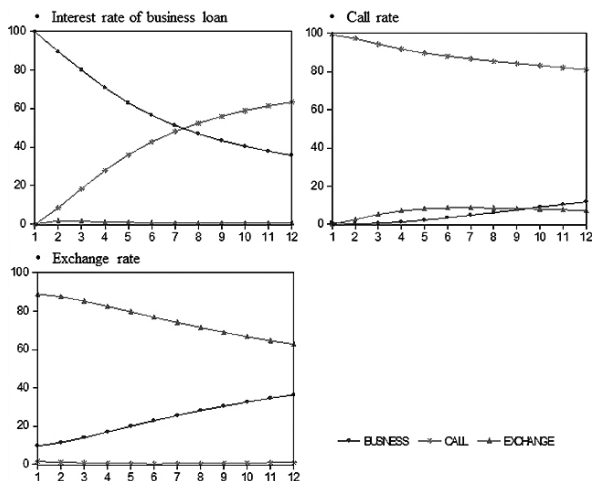 • Interest rate of business loan
100
80
60
40
20
0
1 2 3 4 5 6 7 8 9 10 11 12
• Call rate
100
80
60
40
20
0
1 2 3 4 5 6 7 8 9 10 11 12
• Exchange rate
100
80
60
40
20
0
1 2 3 4 5 6 7 8 9 10 11 12
BUSINESS CALL EXCHANGE